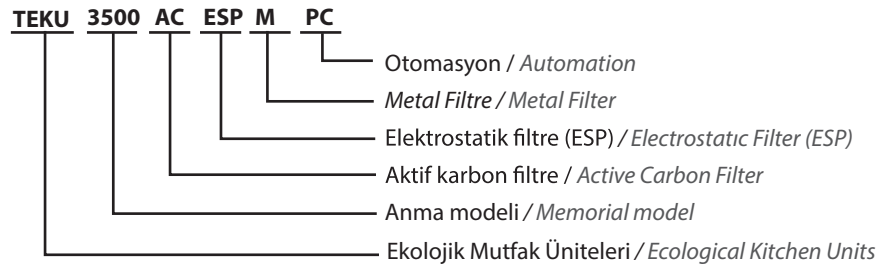 TEKU 3500 AC ESP M PC
Otomasyon / Automation
Metal Filtre / Metal Filter
Elektrostatik filtre (ESP) / Electrostatıc Filter (ESP)
Aktif karbon filtre / Active Carbon Filter
Anma modeli / Memorial model
Ekolojik Mutfak Üniteleri / Ecological Kitchen Units